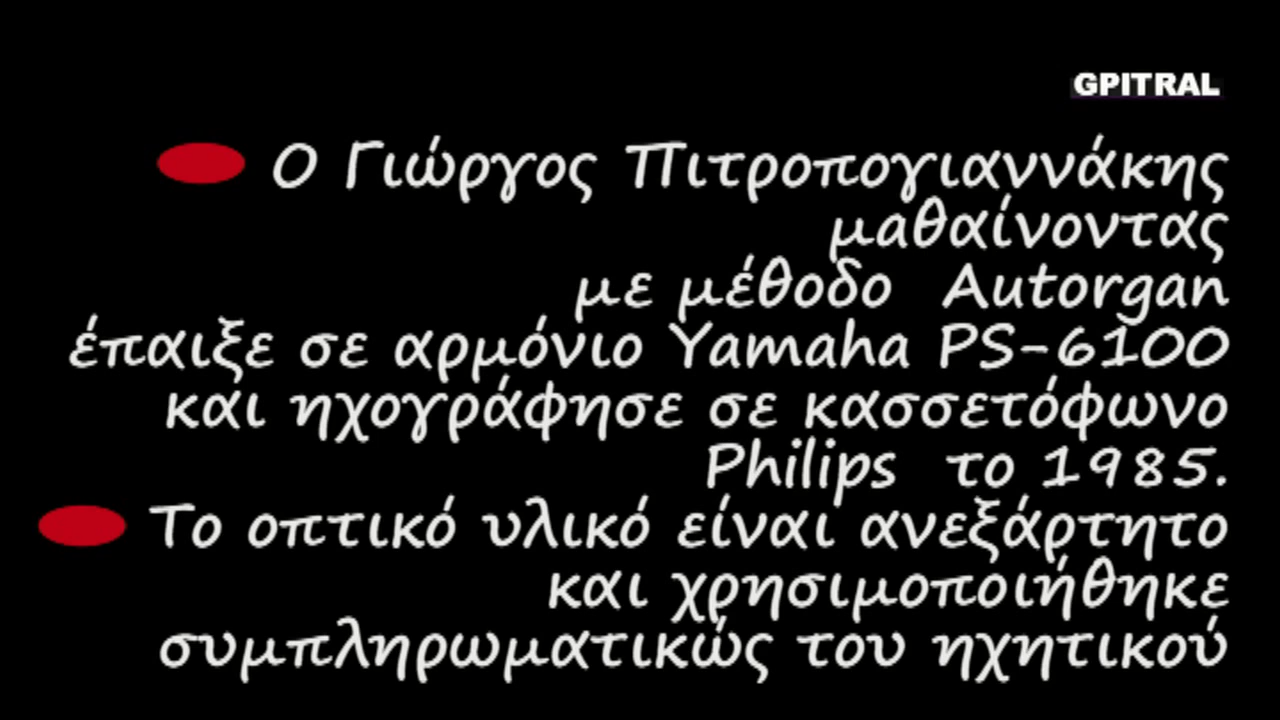 GPITRAL
Ο Γιώργος Πιτροπογιαννάκης
μαθαίνοντας
με μέθοδο Autorgan
έπαιξε σε αρμόνιο Yamaha PS-6100
και ηχογράφησε σε κασσετόφωνο
Philips το 1985.
Το οπτικό υλικό είναι ανεξάρτητο
και χρησιμοποιήθηκε
συμπληρωματικώς του ηχητικού